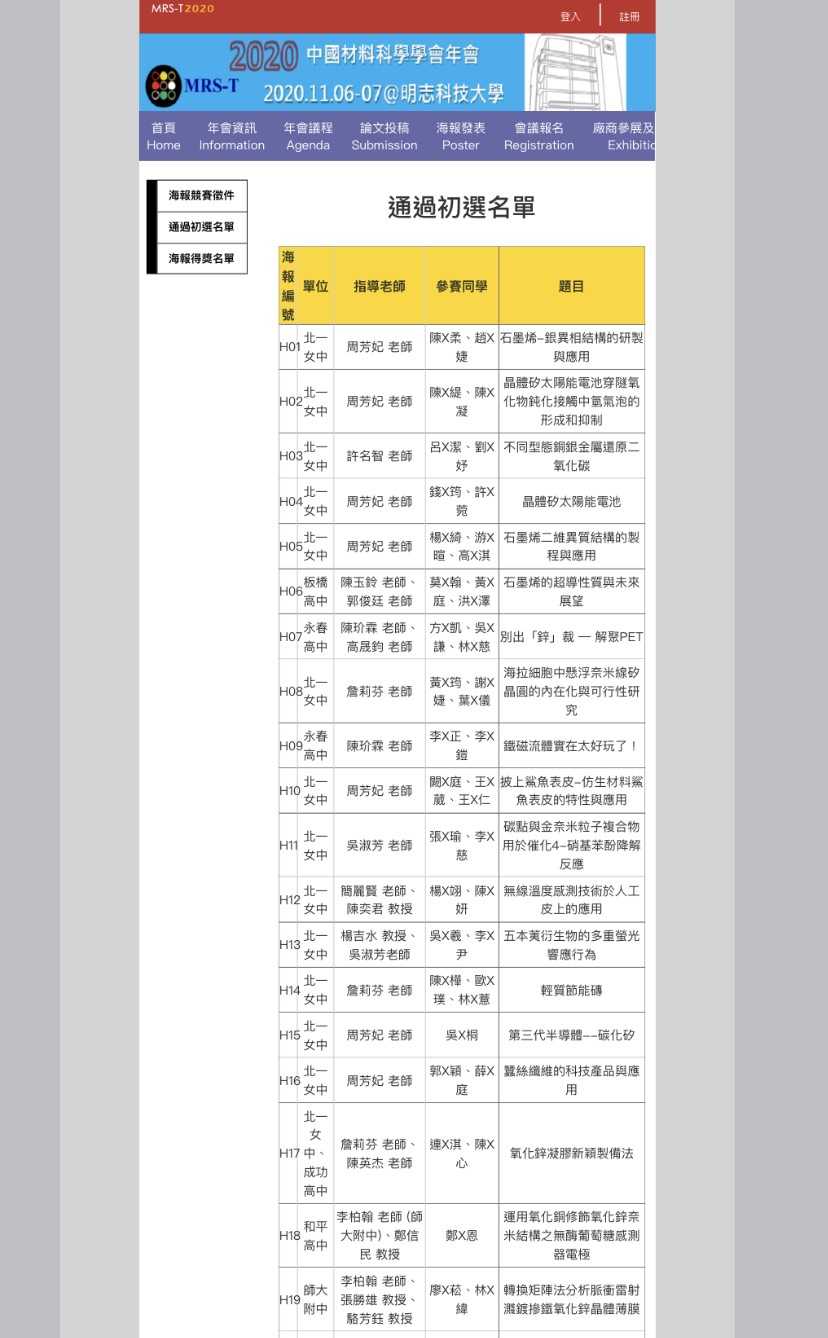 MRS-T2020
登入
註冊
2020 中國材料科學學會年會
MRS-T
2020.11.06-07@明志科技大學
首頁 年會資訊 年會議程 論文投稿 海報發表 會議報名 廠商參展及
Home Information Agenda Submission Poster Registration Exhibitic
海報競賽徵件
通過初選名單
海報得獎名單
通過初選名單
海報編號 單位 指導老師 參賽同學 題目
H01 北一女中 周芳妃 老師 陳X柔、趙X婕 石墨烯-銀異相結構的研製與應用
H02 北一女中 周芳妃 老師 陳X緹、陳X凝 晶體矽太陽能電池穿隧氧化物鈍化接觸中氫氣泡的形成和抑制
H03 北一女中 許名智 老師 呂X潔、劉X妤 不同型態銅銀金屬還原二氧化碳
H04 北一女中 周芳妃 老師 錢X筠、許X菀 晶體矽太陽能電池
H05 北一女中 周芳妃 老師 楊X綺、游X暄、高X淇 石墨烯二維異質結構的製程與應用
H06 板橋高中 陳玉鈴 老師、郭俊廷 老師 莫X翰、黃X庭、洪X澤 石墨烯的超導性質與未來展望
H07 永春高中 陳玠霖 老師、高晟鈞 老師 方X凱、吳X謙、林X慈 別出「鋅」裁 — 解聚PET
H08 北一女中 詹莉芬 老師 黃X筠、謝X婕、葉X儀 海拉細胞中懸浮奈米線矽晶圓的內在化與可行性研究
H09 永春高中 陳玠霖 老師 李X正、李X鎧 鐵磁流體實在太好玩了！
H10 北一女中 周芳妃 老師 闕X庭、王X葳、王X仁 披上鯊魚表皮-仿生材料鯊魚表皮的特性與應用
H11 北一女中 吳淑芳 老師 張X瑜、李X慈 碳點與金奈米粒子複合物用於催化4-硝基苯酚降解反應
H12 北一女中 簡麗賢 老師、陳奕君 教授 楊X翊、陳X妍 無線溫度感測技術於人工皮上的應用
H13 北一女中 楊吉水 教授、吳淑芳老師 吳X羲、李X尹 五本荑衍生物的多重螢光響應行為
H14 北一女中 詹莉芬 老師 陳X樺、歐X璞、林X薏 輕質節能磚
H15 北一女中 周芳妃 老師 吳X桐 第三代半導體--碳化矽
H16 北一女中 周芳妃 老師 郭X穎、薛X庭 蠶絲纖維的科技產品與應用
H17 北一女中、成功高中 詹莉芬 老師、陳英杰 老師 連X淇、陳X心 氧化鋅凝膠新穎製備法
H18 和平高中 李柏翰 老師 (師大附中)、鄭信民 教授 鄭X恩 運用氧化銅修飾氧化鋅奈米結構之無酶葡萄糖感測器電極
H19 師大附中 李柏翰 老師、張勝雄 教授、駱芳鈺 教授 廖X菘、林X緯 轉換矩陣法分析脈衝雷射濺鍍摻鐵氧化鋅晶體薄膜